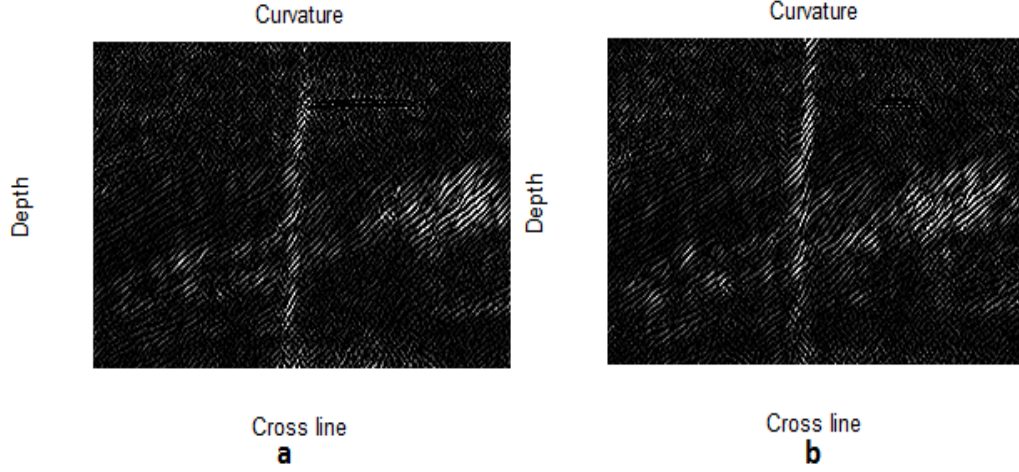 Curvature
Depth
Cross line
a
Curvature
Depth
Cross line
b